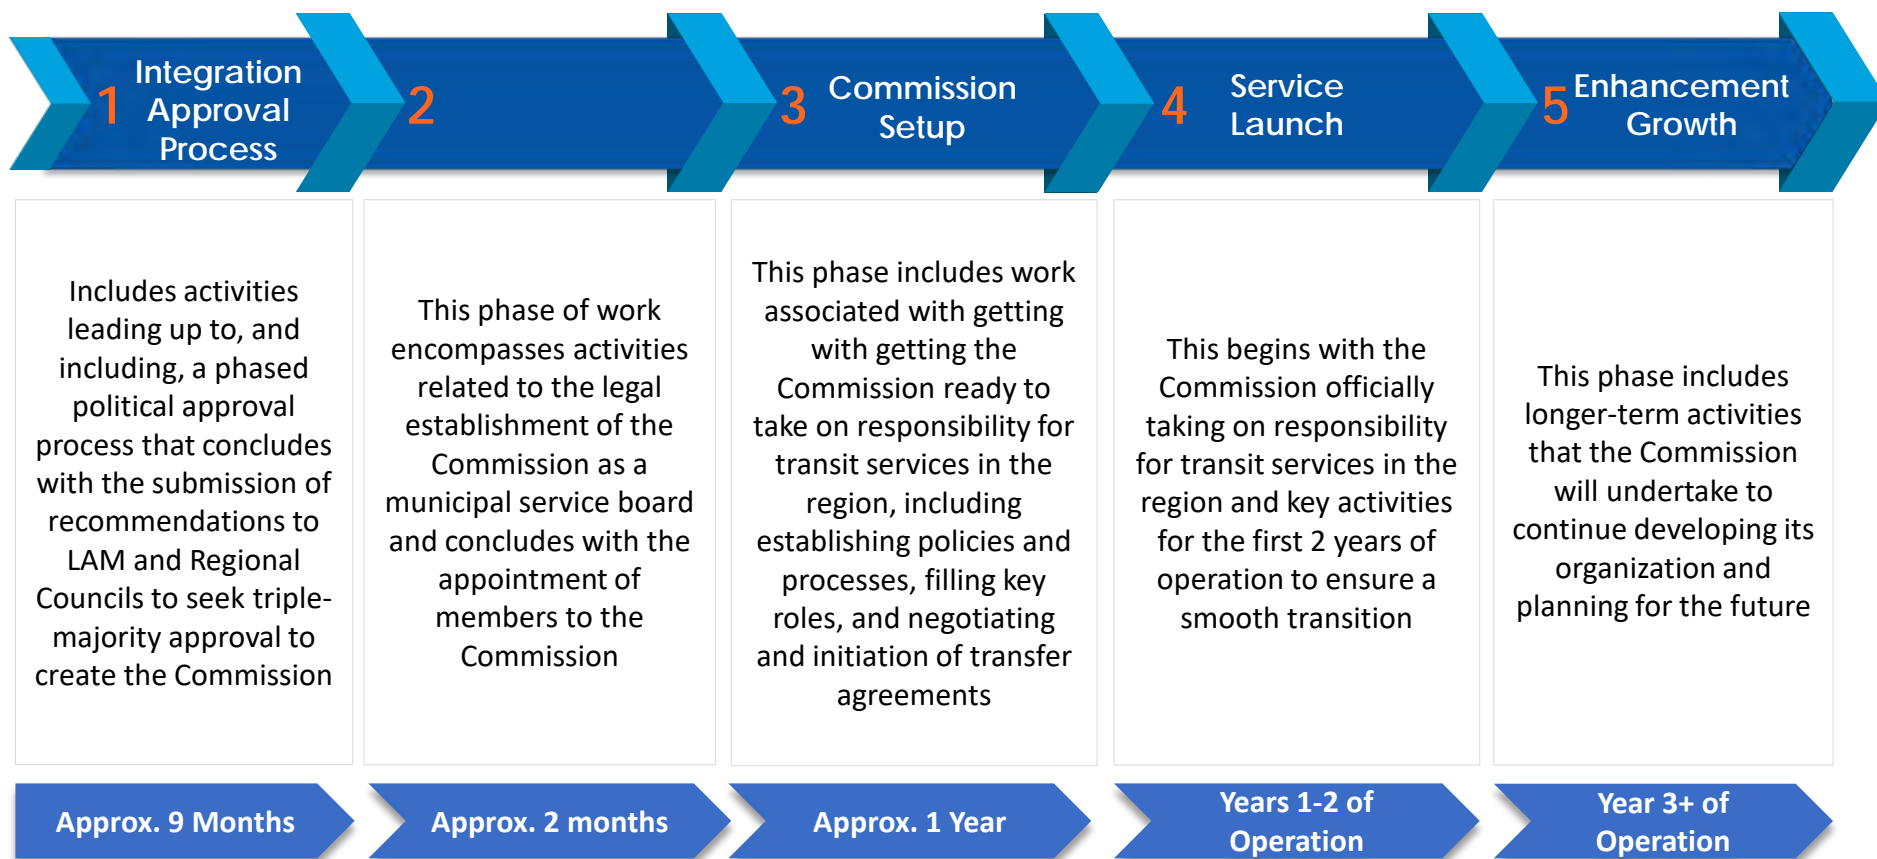 1
Integration
Approval
Process
2
3
Commission
Setup
4
Service
Launch
5
Enhancement
Growth
Includes activities
leading up to, and
including, a phased
political approval
process that concludes
with the submission of
recommendations to
LAM and Regional
Councils to seek triple-
majority approval to
create the Commission
This phase of work
encompasses activities
related to the legal
establishment of the
Commission as a
municipal service board
and concludes with the
appointment of
members to the
Commission
This phase includes work
associated with getting
with getting the
Commission ready to
take on responsibility for
transit services in the
region, including
establishing policies and
processes, filling key
roles, and negotiating
and initiation of transfer
agreements
This begins with the
Commission officially
taking on responsibility
for transit services in the
region and key activities
for the first 2 years of
operation to ensure a
smooth transition
This phase includes
longer-term activities
that the Commission
will undertake to
continue developing its
organization and
planning for the future
Approx. 9 Months
Approx. 2 months
Approx. 1 Year
Years 1-2 of
Operation
Year 3+ of
Operation